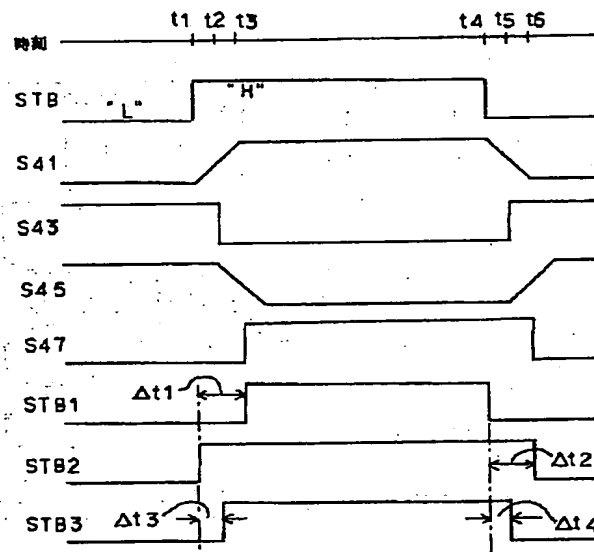 t1 t2 t3 t4 t5 t6
時刻
STB "L" "H"
S41
S43
S45
S47
Δt1
STB1
STB2 Δt2
STB3 Δt3 Δt4